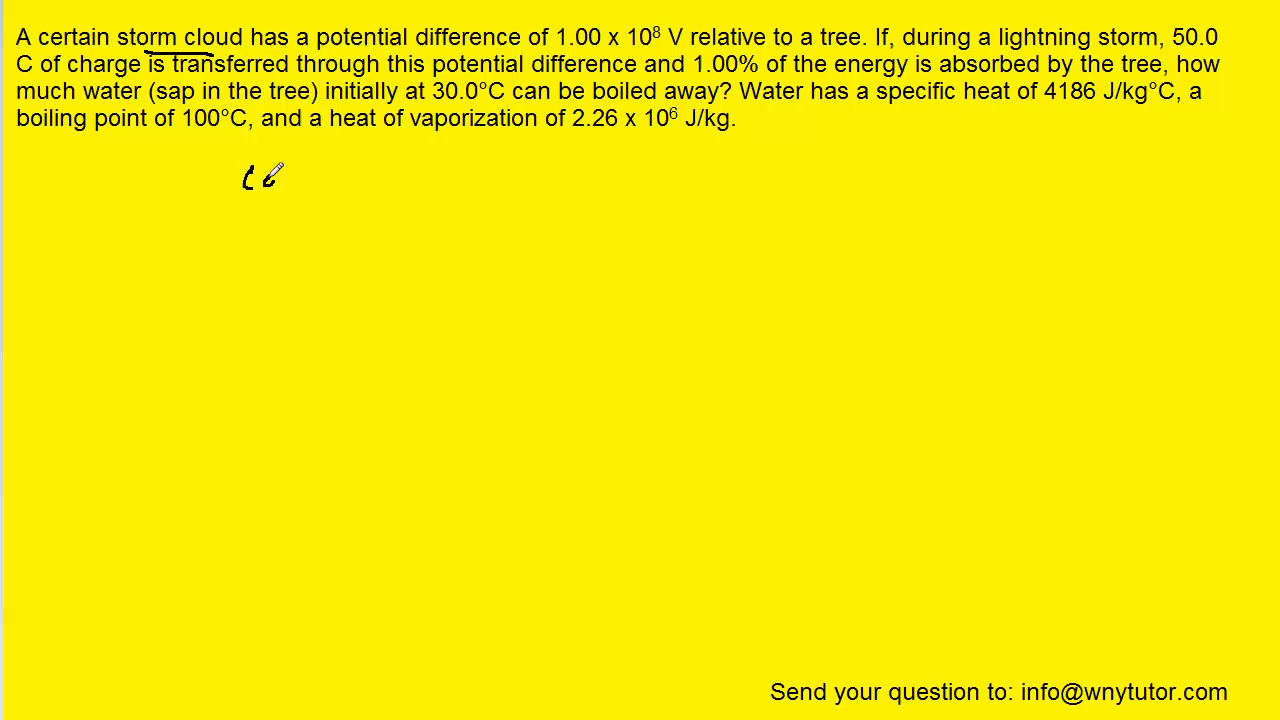 A certain storm cloud has a potential difference of 1.00 x 10⁸ V relative to a tree. If, during a lightning storm, 50.0
C of charge is transferred through this potential difference and 1.00% of the energy is absorbed by the tree, how
much water (sap in the tree) initially at 30.0°C can be boiled away? Water has a specific heat of 4186 J/kg°C, a
boiling point of 100°C, and a heat of vaporization of 2.26 x 10⁶ J/kg.
Send your question to: info@wnytutor.com